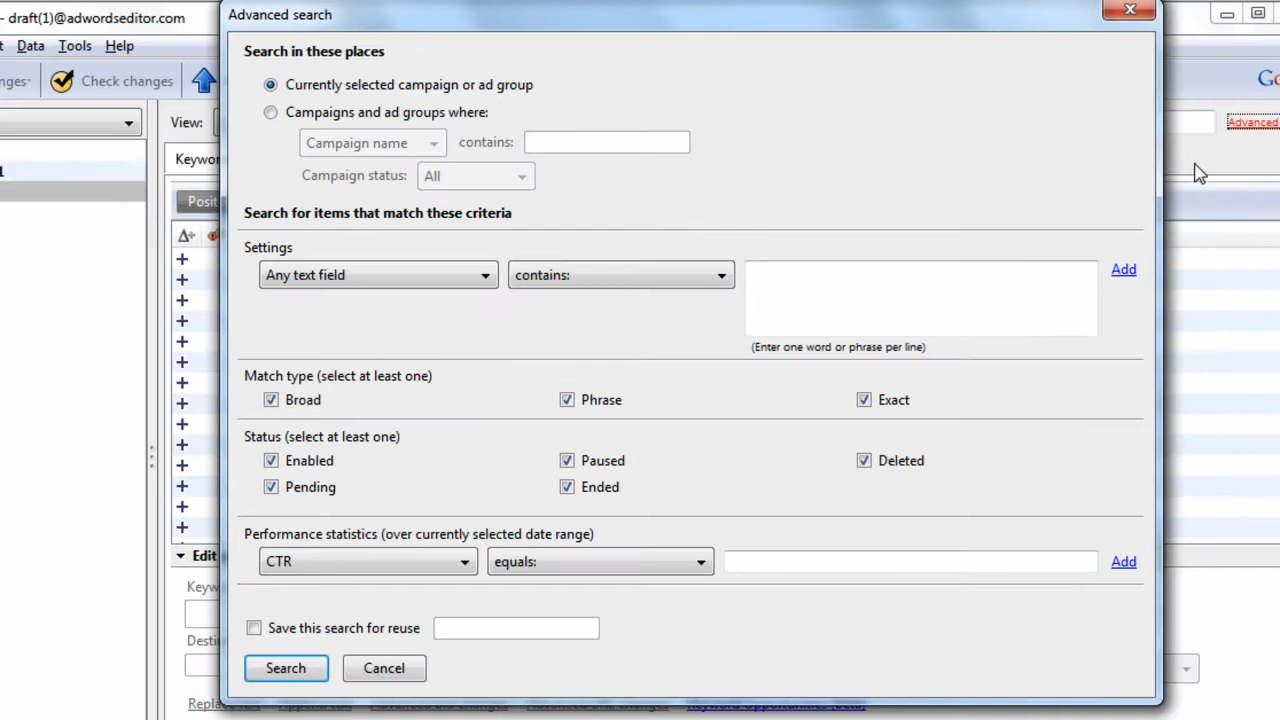 - draft(1)@adwordseditor.com
Advanced search
Data Tools Help
Check changes
View:
Advanced
Search in these places
Currently selected campaign or ad group
Campaigns and ad groups where:
Campaign name contains:
Campaign status: All
Search for items that match these criteria
Settings
Any text field contains: Add
(Enter one word or phrase per line)
Match type (select at least one)
Broad Phrase Exact
Status (select at least one)
Enabled Paused Deleted
Pending Ended
Performance statistics (over currently selected date range)
CTR equals: Add
Edit
Save this search for reuse
Search Cancel